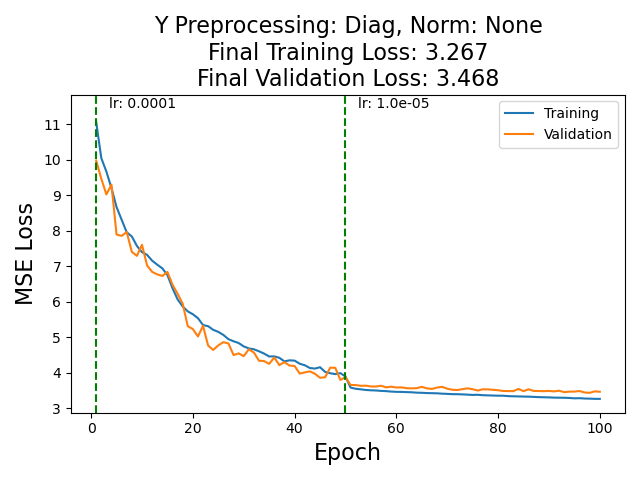 Y Preprocessing: Diag, Norm: None
Final Training Loss: 3.267
Final Validation Loss: 3.468
lr: 0.0001
lr: 1.0e-05
Training
Validation
11
10
9
8
7
6
5
4
3
MSE Loss
0
20
40
60
80
100
Epoch